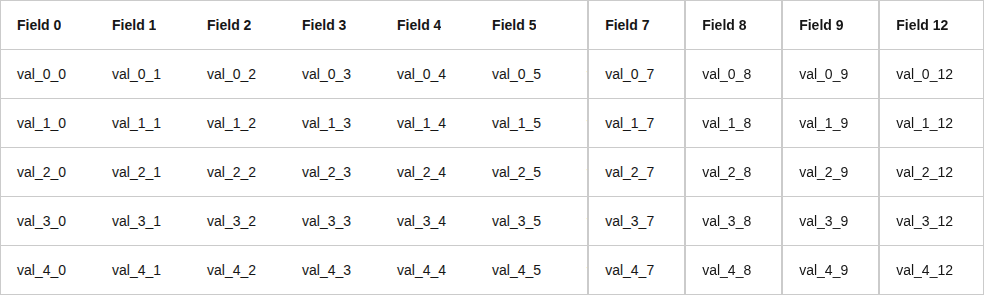 Field 0 Field 1 Field 2 Field 3 Field 4 Field 5 Field 7 Field 8 Field 9 Field 12
val_0_0 val_0_1 val_0_2 val_0_3 val_0_4 val_0_5 val_0_7 val_0_8 val_0_9 val_0_12
val_1_0 val_1_1 val_1_2 val_1_3 val_1_4 val_1_5 val_1_7 val_1_8 val_1_9 val_1_12
val_2_0 val_2_1 val_2_2 val_2_3 val_2_4 val_2_5 val_2_7 val_2_8 val_2_9 val_2_12
val_3_0 val_3_1 val_3_2 val_3_3 val_3_4 val_3_5 val_3_7 val_3_8 val_3_9 val_3_12
val_4_0 val_4_1 val_4_2 val_4_3 val_4_4 val_4_5 val_4_7 val_4_8 val_4_9 val_4_12